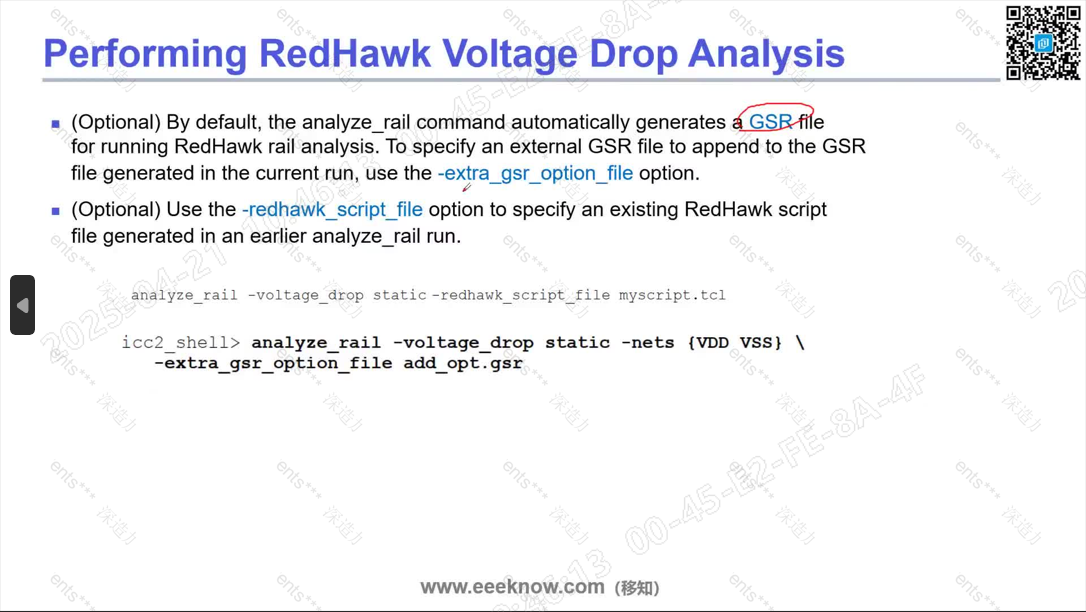 Performing RedHawk Voltage Drop Analysis
(Optional) By default, the analyze_rail command automatically generates a GSR file
for running RedHawk rail analysis. To specify an external GSR file to append to the GSR
file generated in the current run, use the -extra_gsr_option_file option.
(Optional) Use the -redhawk_script_file option to specify an existing RedHawk script
file generated in an earlier analyze_rail run.
analyze_rail -voltage_drop static -redhawk_script_file myscript.tcl
icc2_shell> analyze_rail -voltage_drop static -nets {VDD VSS} \
-extra_gsr_option_file add_opt.gsr
www.eeeknow.com（移知）